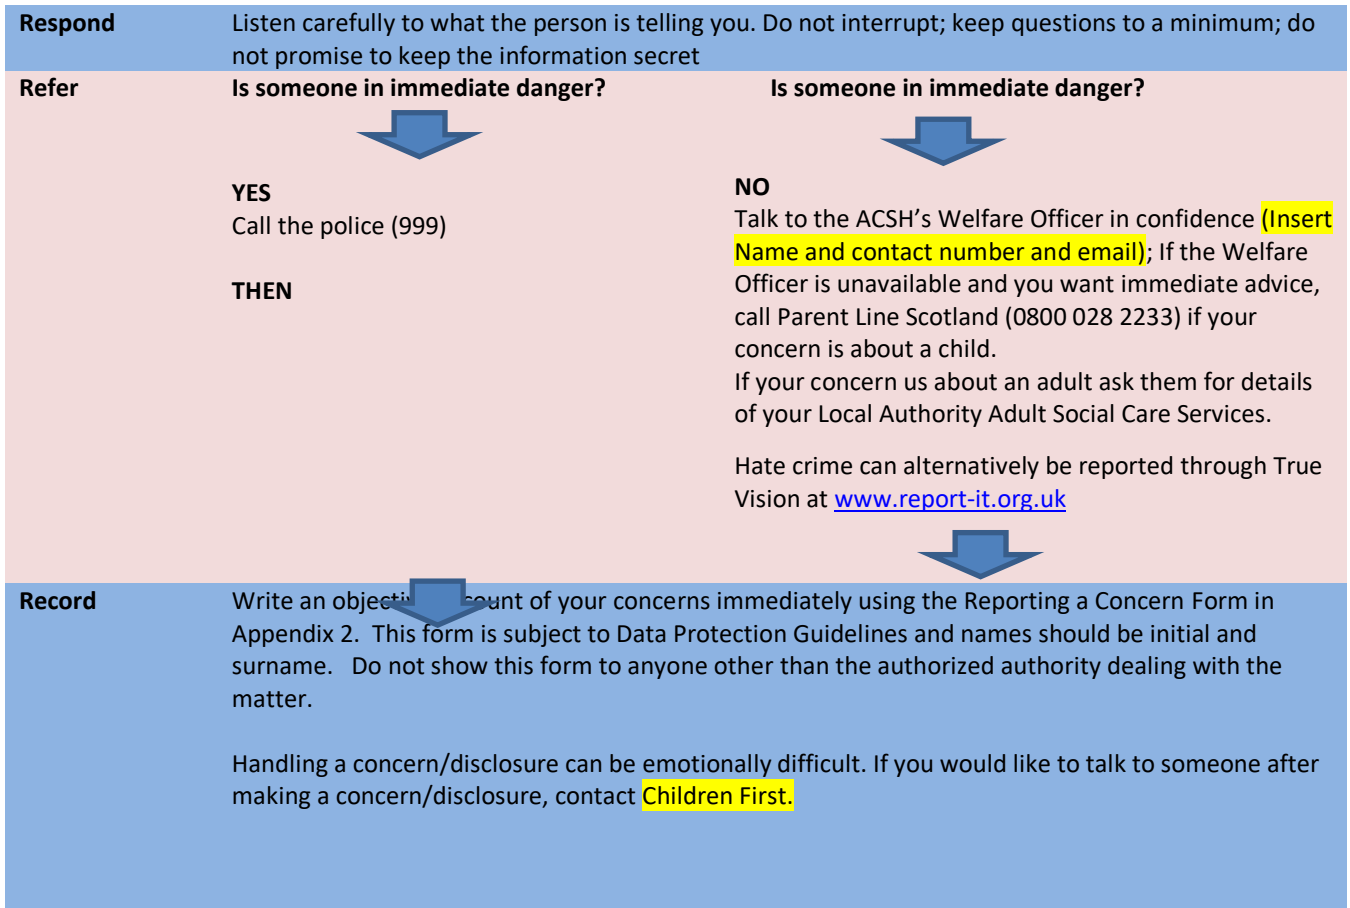 Respond Listen carefully to what the person is telling you. Do not interrupt; keep questions to a minimum; do
not promise to keep the information secret
Refer Is someone in immediate danger? Is someone in immediate danger?
YES
Call the police (999)
THEN
NO
Talk to the ACSH’s Welfare Officer in confidence (Insert
Name and contact number and email); If the Welfare
Officer is unavailable and you want immediate advice,
call Parent Line Scotland (0800 028 2233) if your
concern is about a child.
If your concern us about an adult ask them for details
of your Local Authority Adult Social Care Services.
Hate crime can alternatively be reported through True
Vision at www.report-it.org.uk
Record Write an of your concerns immediately using the Reporting a Concern Form in
Appendix 2. This form is subject to Data Protection Guidelines and names should be initial and
surname. Do not show this form to anyone other than the authorized authority dealing with the
matter.
Handling a concern/disclosure can be emotionally difficult. If you would like to talk to someone after
making a concern/disclosure, contact Children First.